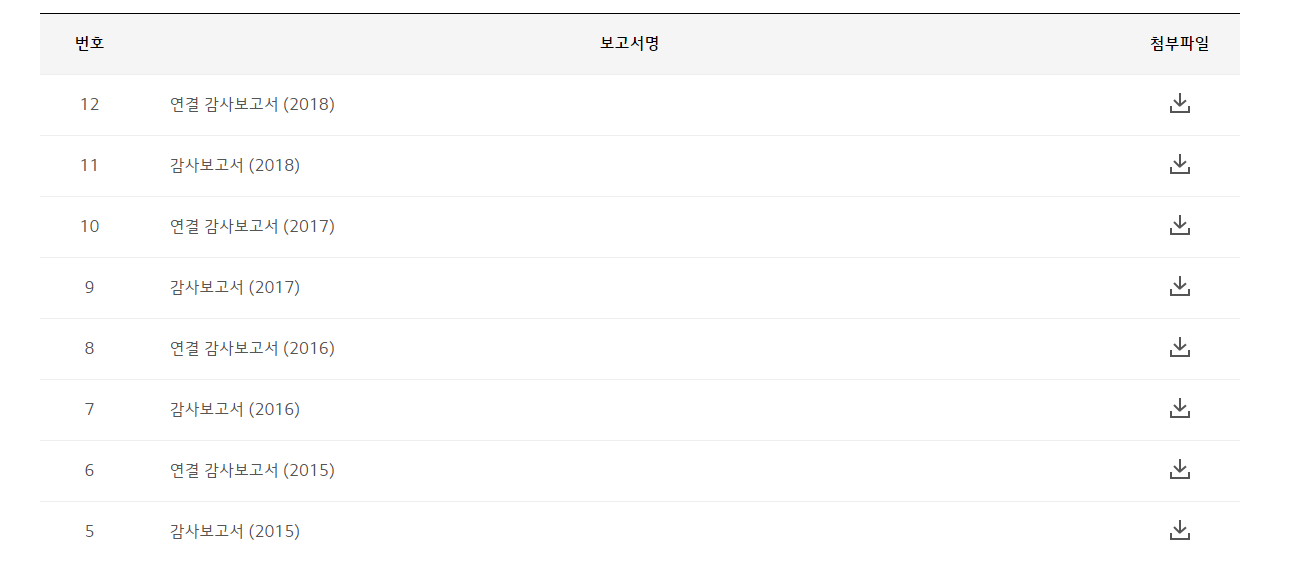 번호 보고서명 첨부파일
12 연결 감사보고서 (2018)
11 감사보고서 (2018)
10 연결 감사보고서 (2017)
9 감사보고서 (2017)
8 연결 감사보고서 (2016)
7 감사보고서 (2016)
6 연결 감사보고서 (2015)
5 감사보고서 (2015)